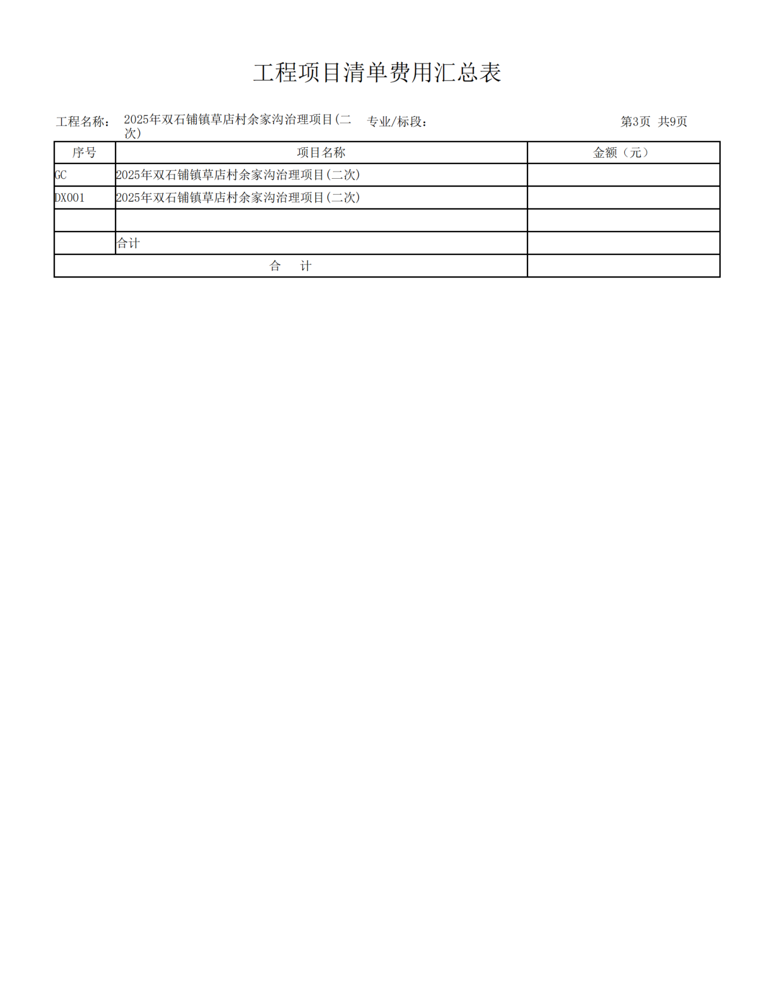 工程项目清单费用汇总表
工程名称: 2025年双石铺镇草店村余家沟治理项目(二 专业/标段: 第3页 共9页
次)
序号 项目名称 金额（元）
GC 2025年双石铺镇草店村余家沟治理项目(二次)
DX001 2025年双石铺镇草店村余家沟治理项目(二次)
合计
合 计